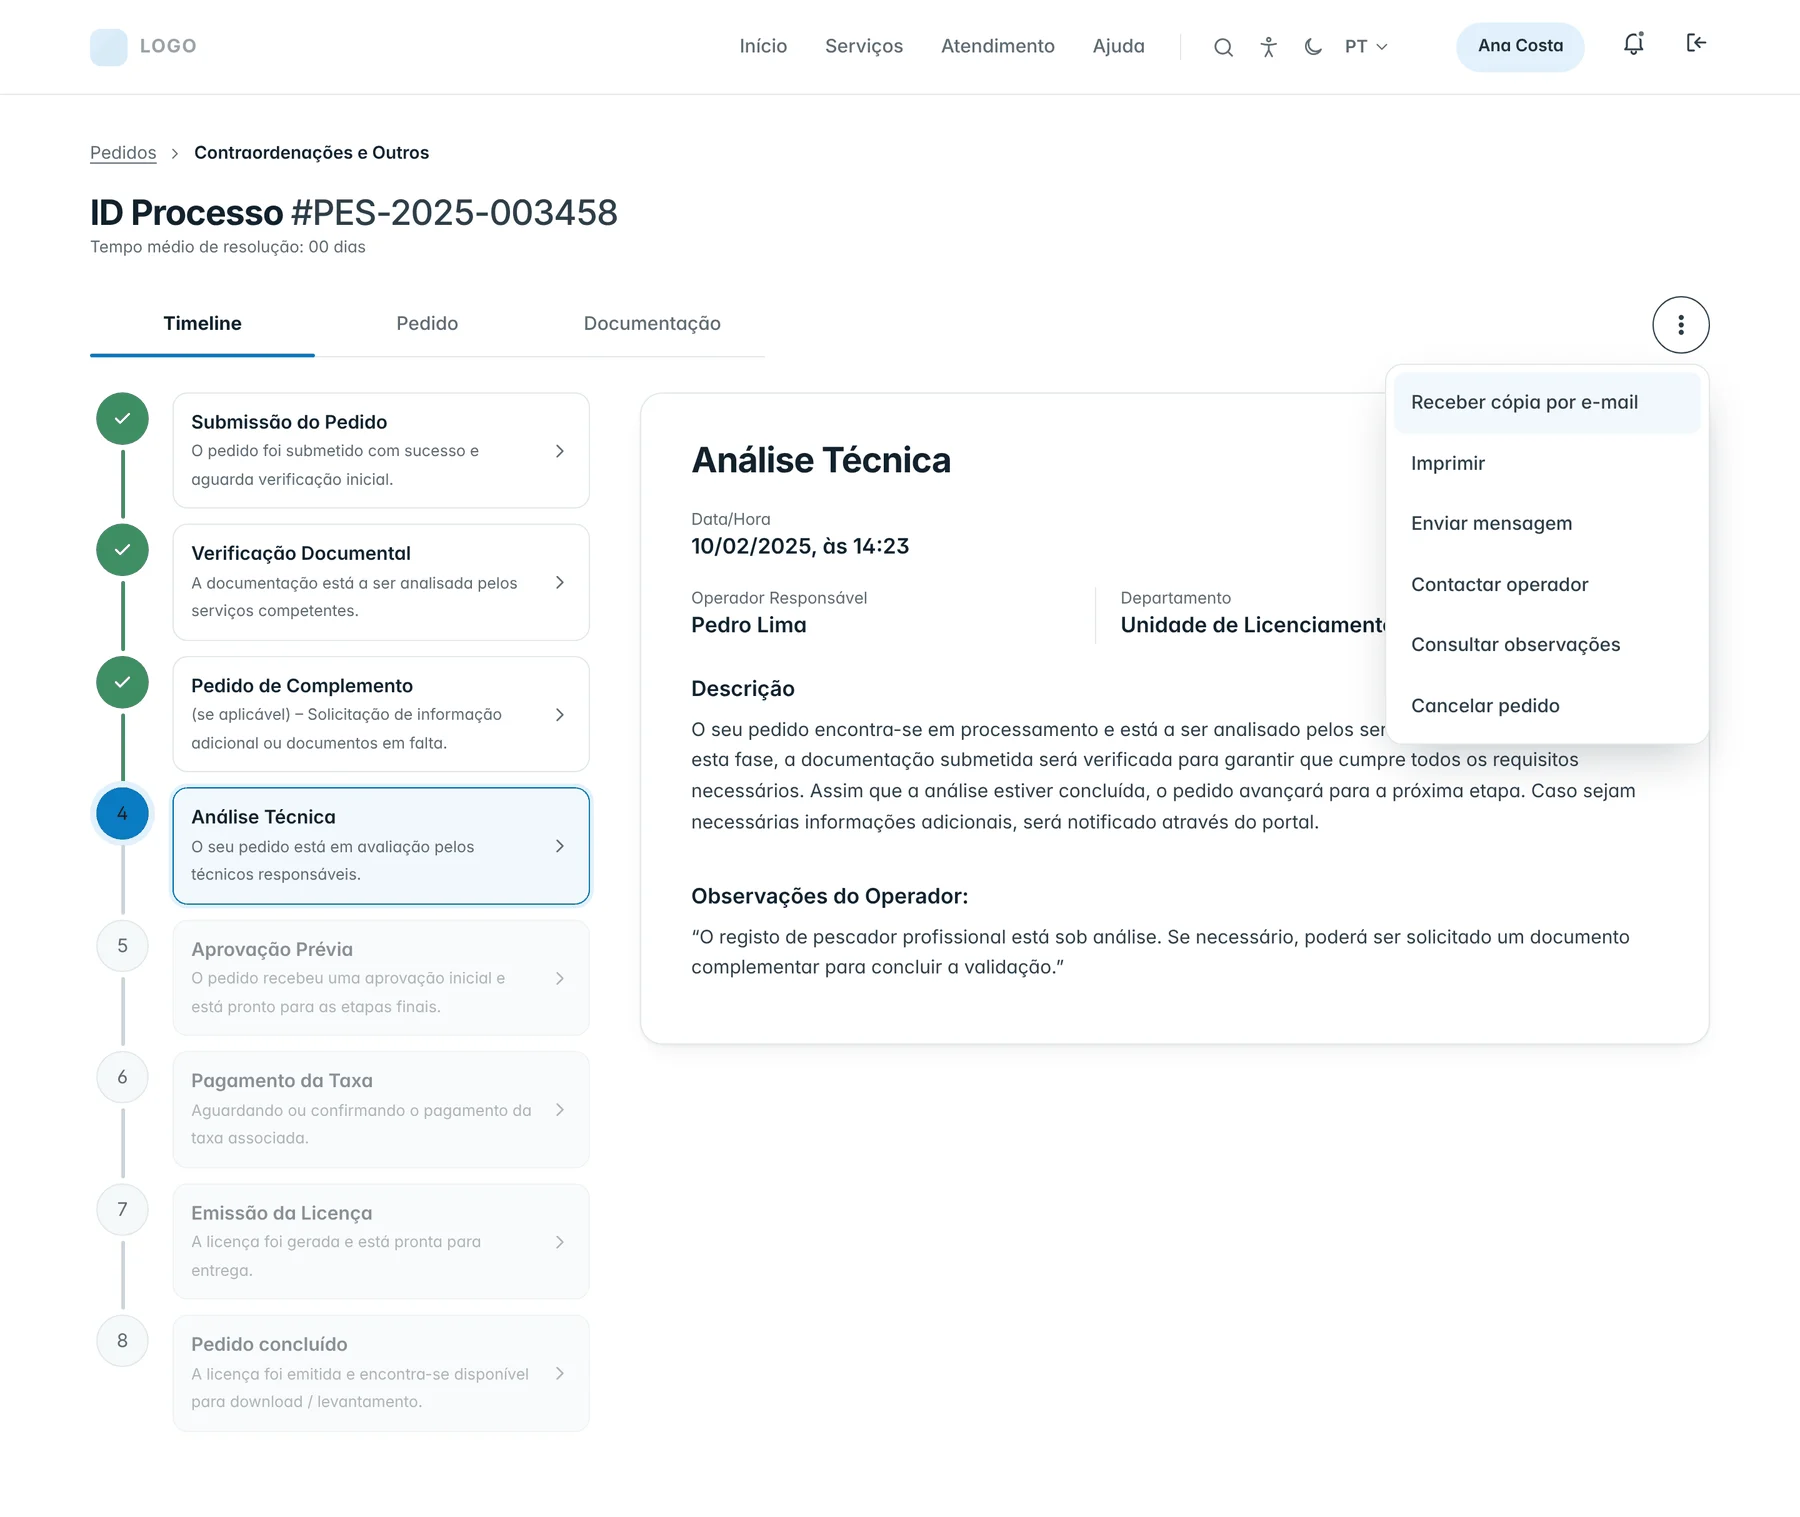 LOGO
Início
Serviços
Atendimento
Ajuda
PT
Ana Costa
Pedidos
Contraordenações e Outros
ID Processo #PES-2025-003458
Tempo médio de resolução: 00 dias
Timeline
Pedido
Documentação
Submissão do Pedido
O pedido foi submetido com sucesso e
aguarda verificação inicial.
Verificação Documental
A documentação está a ser analisada pelos
serviços competentes.
Pedido de Complemento
(se aplicável) – Solicitação de informação
adicional ou documentos em falta.
4
Análise Técnica
O seu pedido está em avaliação pelos
técnicos responsáveis.
5
Aprovação Prévia
O pedido recebeu uma aprovação inicial e
está pronto para as etapas finais.
6
Pagamento da Taxa
Aguardando ou confirmando o pagamento da
taxa associada.
7
Emissão da Licença
A licença foi gerada e está pronta para
entrega.
8
Pedido concluído
A licença foi emitida e encontra-se disponível
para download / levantamento.
Análise Técnica
Data/Hora
10/02/2025, às 14:23
Operador Responsável
Pedro Lima
Departamento
Unidade de
Descrição
O seu pedido encontra-se em processamento e está a ser analisado pelos
esta fase, a documentação submetida será verificada para garantir que cumpre todos os requisitos
necessários. Assim que a análise estiver concluída, o pedido avançará para a próxima etapa. Caso sejam
necessárias informações adicionais, será notificado através do portal.
Observações do Operador:
“O registo de pescador profissional está sob análise. Se necessário, poderá ser solicitado um documento
complementar para concluir a validação.”
Receber cópia por e-mail
Imprimir
Enviar mensagem
Contactar operador
Consultar observações
Cancelar pedido